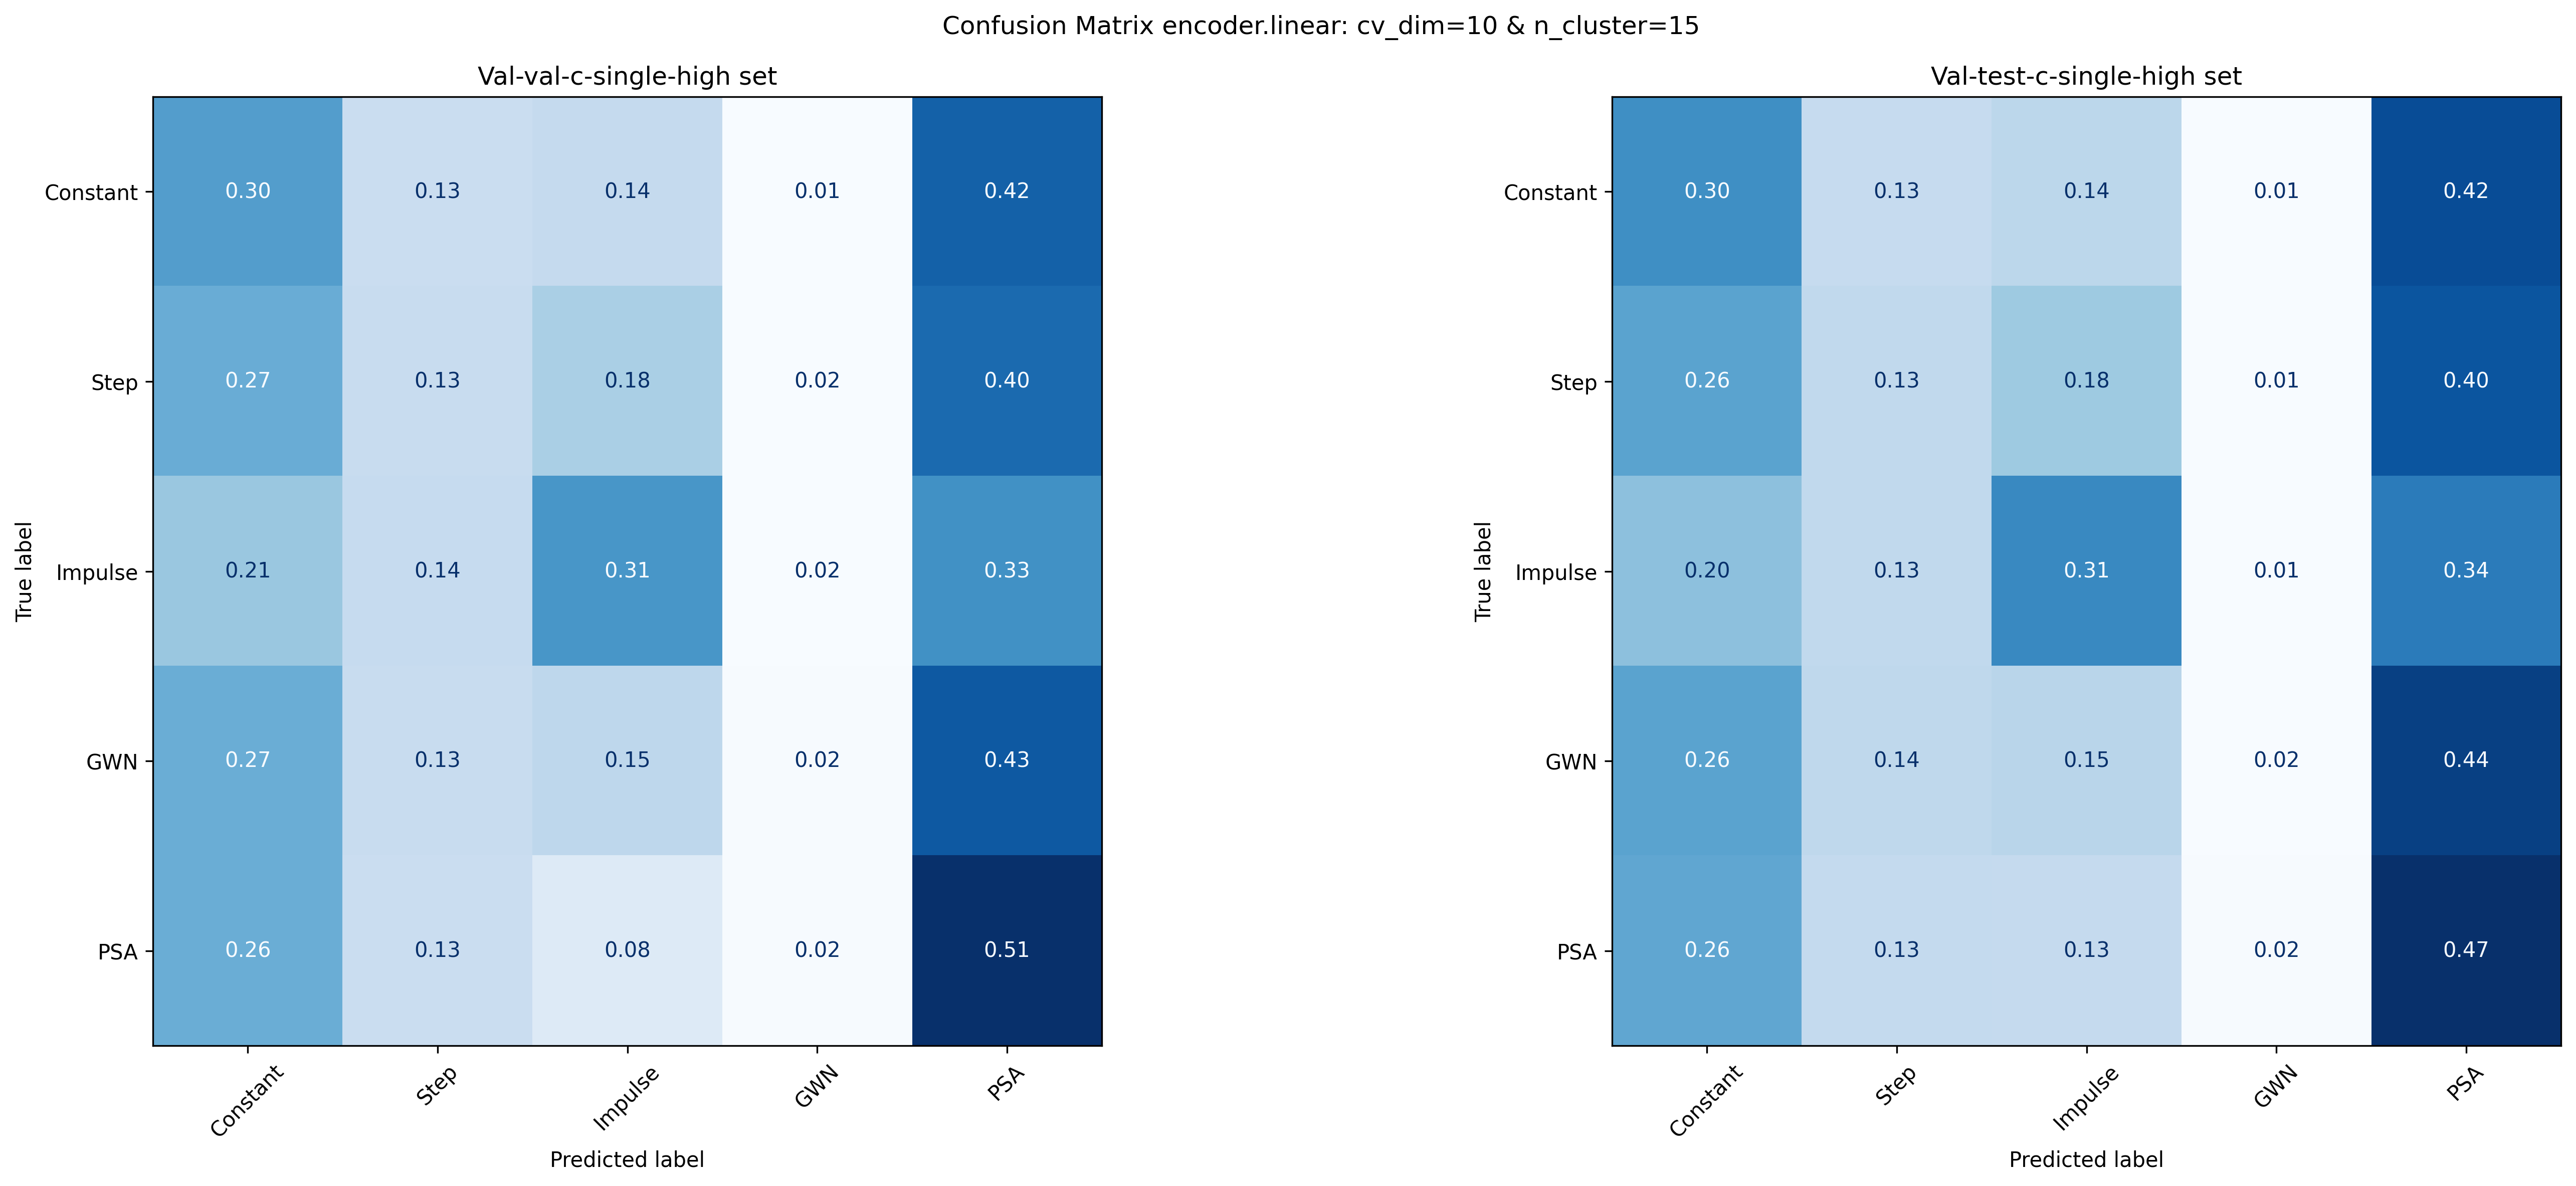 Confusion Matrix encoder.linear: cv_dim=10 & n_cluster=15
Val-val-c-single-high set
True label
Constant 0.30 0.13 0.14 0.01 0.42
Step 0.27 0.13 0.18 0.02 0.40
Impulse 0.21 0.14 0.31 0.02 0.33
GWN 0.27 0.13 0.15 0.02 0.43
PSA 0.26 0.13 0.08 0.02 0.51
Constant Step Impulse GWN PSA
Predicted label
Val-test-c-single-high set
True label
Constant 0.30 0.13 0.14 0.01 0.42
Step 0.26 0.13 0.18 0.01 0.40
Impulse 0.20 0.13 0.31 0.01 0.34
GWN 0.26 0.14 0.15 0.02 0.44
PSA 0.26 0.13 0.13 0.02 0.47
Constant Step Impulse GWN PSA
Predicted label